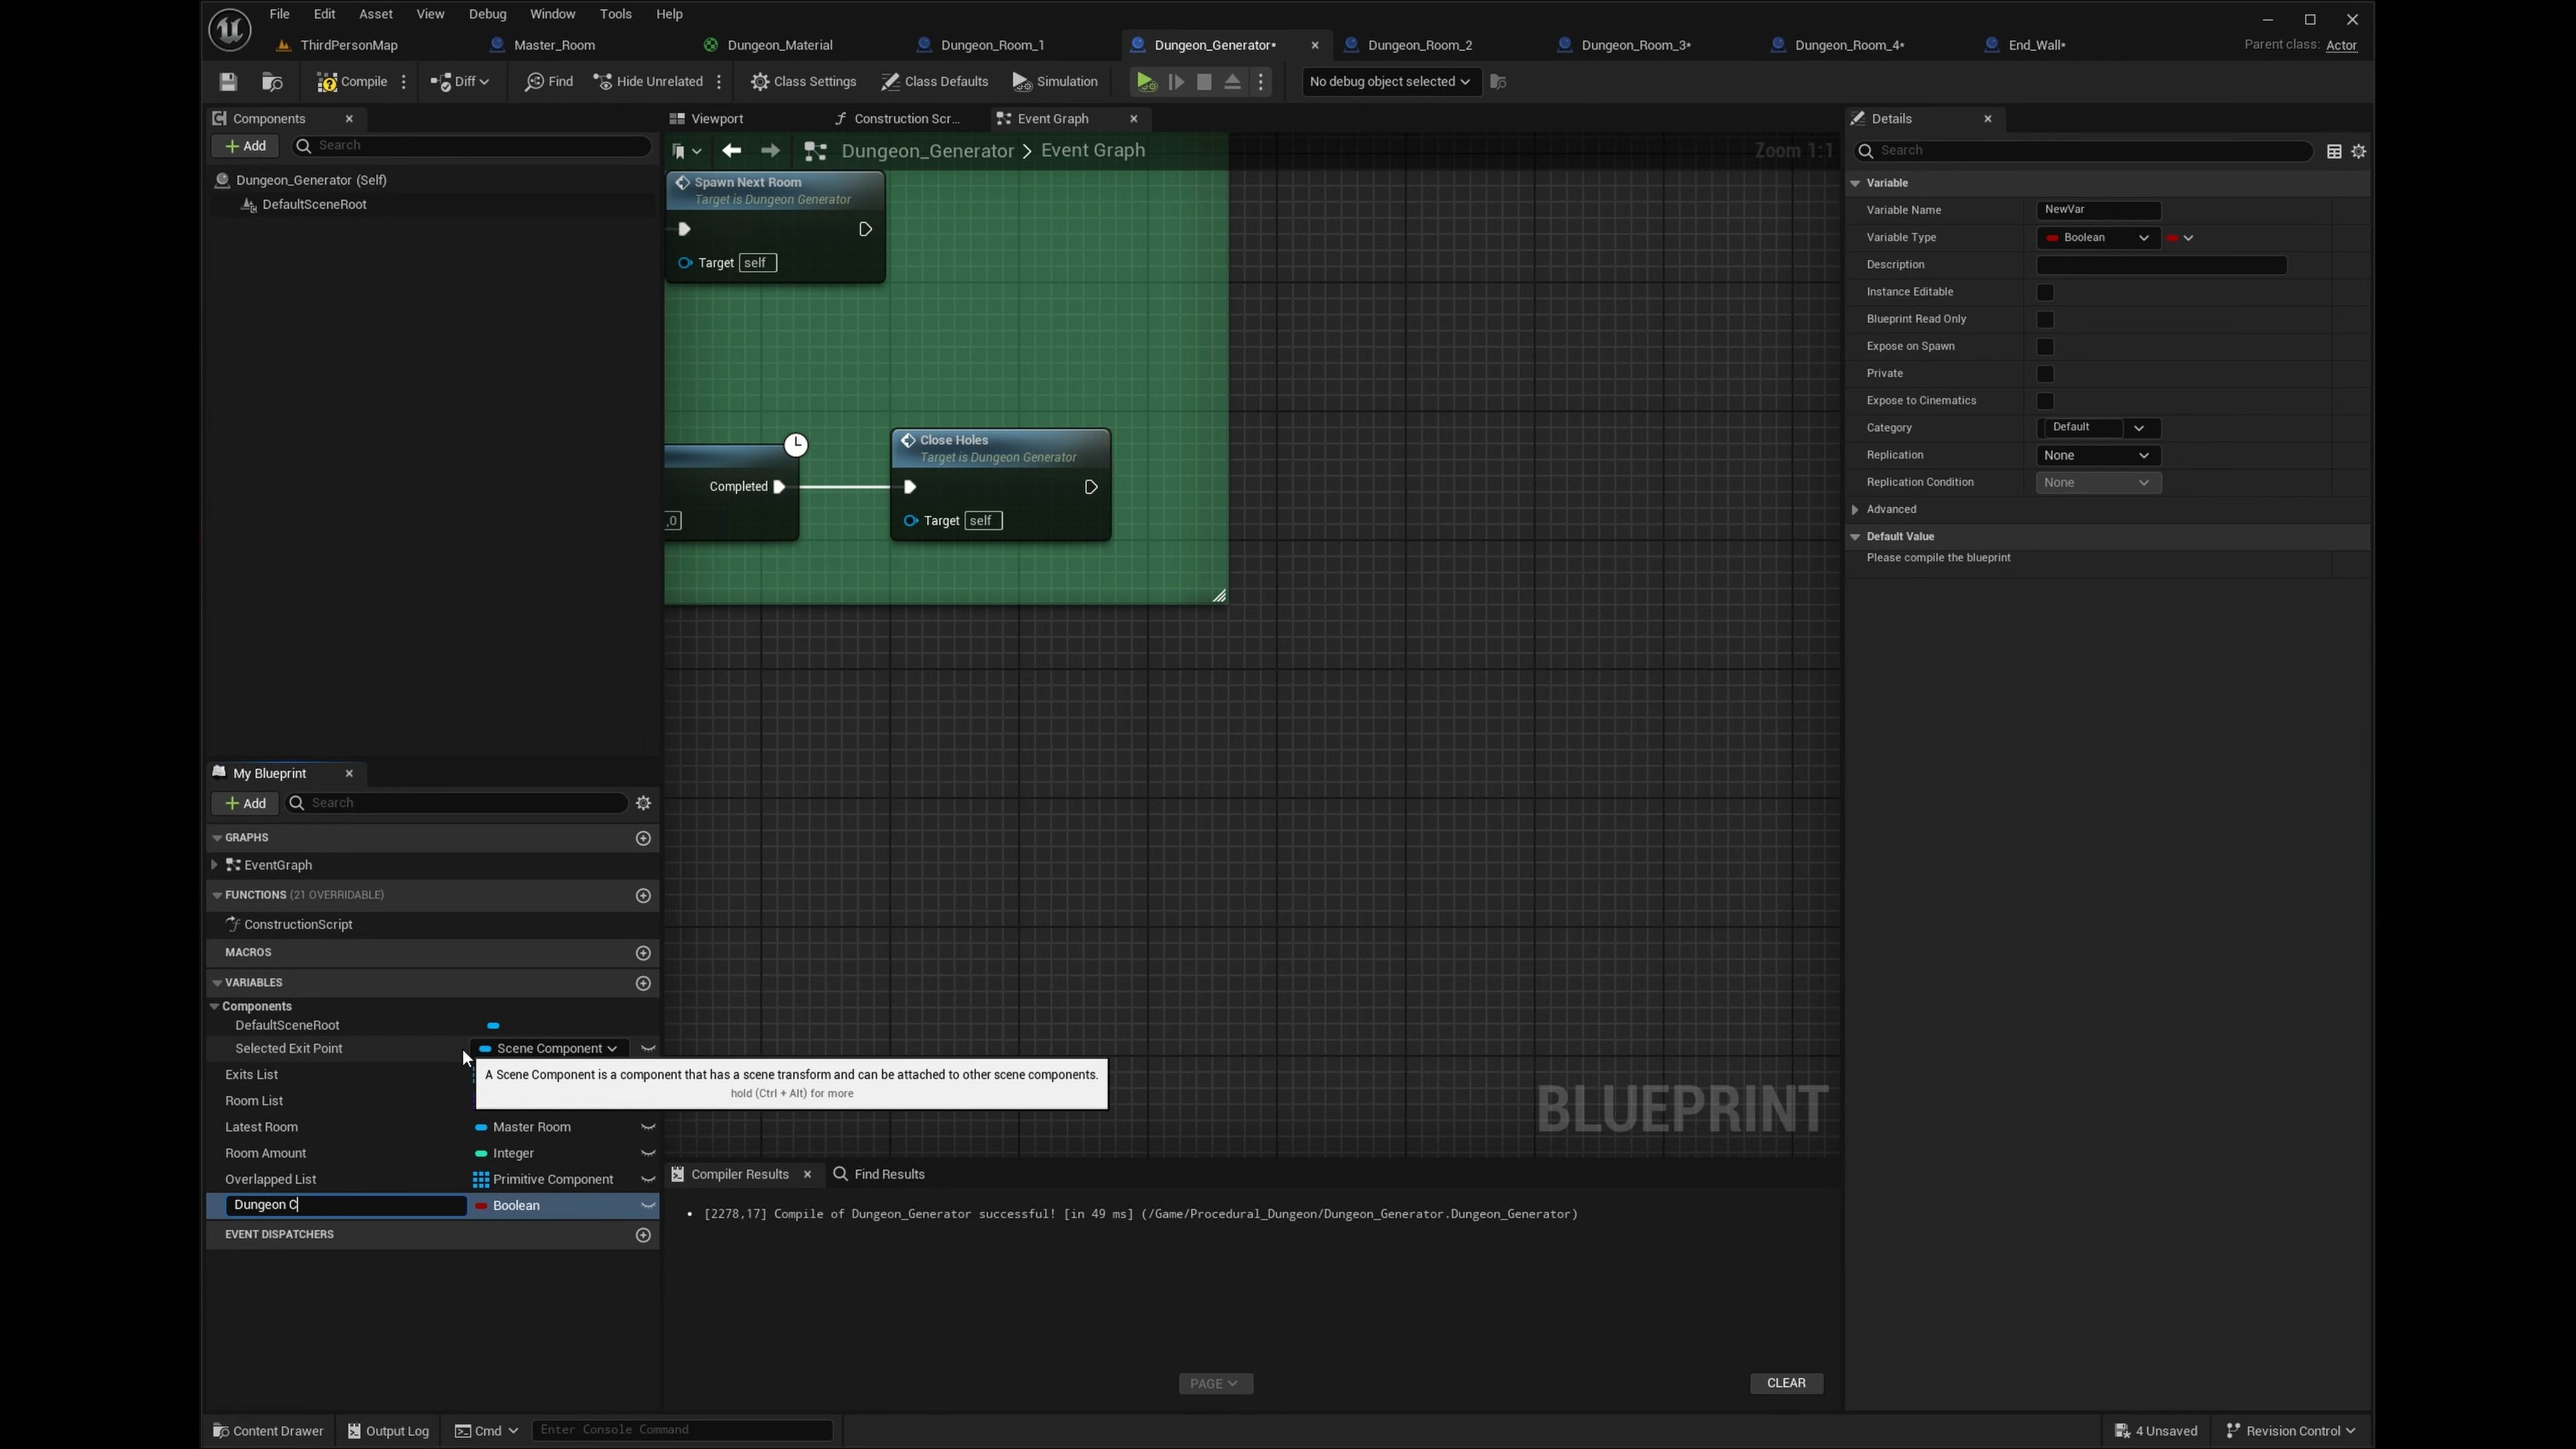 File Edit Asset View Debug Window Tools Help
ThirdPersonMap Master_Room Dungeon_Material Dungeon_Room_1 Dungeon_Generator* Dungeon_Room_2 Dungeon_Room_3* Dungeon_Room_4* End_Wall* Parent class: Actor
Compile Diff Find Hide Unrelated Class Settings Class Defaults Simulation No debug object selected
Components
Add Search
Dungeon_Generator (Self)
DefaultSceneRoot
Viewport Construction Scr... Event Graph
Dungeon_Generator > Event Graph Zoom 1:1
Spawn Next Room
Target is Dungeon Generator
Target self
Completed
,0
Close Holes
Target is Dungeon Generator
Target self
BLUEPRINT
Details
Search
Variable
Variable Name NewVar
Variable Type Boolean
Description
Instance Editable
Blueprint Read Only
Expose on Spawn
Private
Expose to Cinematics
Category Default
Replication None
Replication Condition None
Advanced
Default Value
Please compile the blueprint
My Blueprint
Add Search
GRAPHS
EventGraph
FUNCTIONS (21 OVERRIDABLE)
ConstructionScript
MACROS
VARIABLES
Components
DefaultSceneRoot
Selected Exit Point Scene Component
A Scene Component is a component that has a scene transform and can be attached to other scene components.
hold (Ctrl + Alt) for more
Exits List
Room List
Latest Room Master Room
Room Amount Integer
Overlapped List Primitive Component
Dungeon C Boolean
EVENT DISPATCHERS
Compiler Results Find Results
[2278,17] Compile of Dungeon_Generator successful! [in 49 ms] (/Game/Procedural_Dungeon/Dungeon_Generator.Dungeon_Generator)
PAGE CLEAR
Content Drawer Output Log Cmd Enter Console Command 4 Unsaved Revision Control